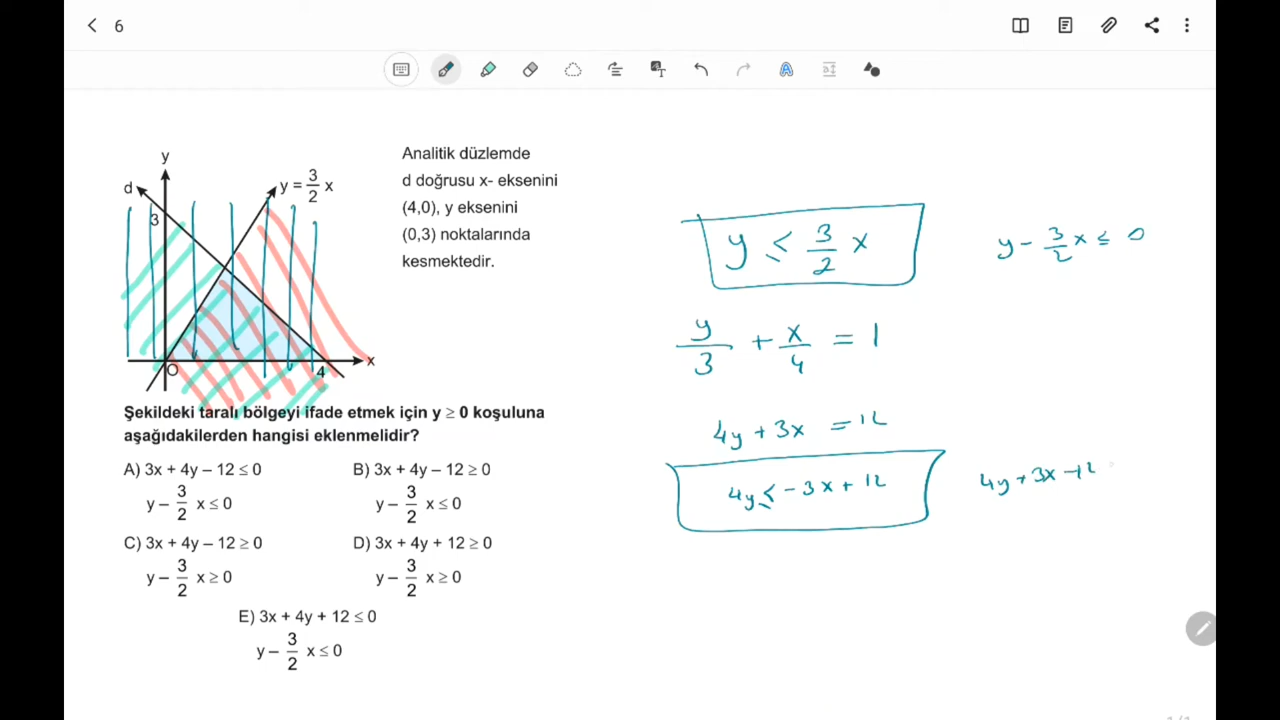 6
y
d
y = 3/2 x
3
O
4
x
Analitik düzlemde
d doğrusu x- eksenini
(4,0), y eksenini
(0,3) noktalarında
kesmektedir.
Şekildeki taralı bölgeyi ifade etmek için y ≥ 0 koşuluna
aşağıdakilerden hangisi eklenmelidir?
A) 3x + 4y – 12 ≤ 0
y – 3/2 x ≤ 0
B) 3x + 4y – 12 ≥ 0
y – 3/2 x ≤ 0
C) 3x + 4y – 12 ≥ 0
y – 3/2 x ≥ 0
D) 3x + 4y + 12 ≥ 0
y – 3/2 x ≥ 0
E) 3x + 4y + 12 ≤ 0
y – 3/2 x ≤ 0
y ≤ 3/2 x
y - 3/2 x ≤ 0
y/3 + x/4 = 1
4y + 3x = 12
4y ≤ -3x + 12
4y + 3x - 12
1/1